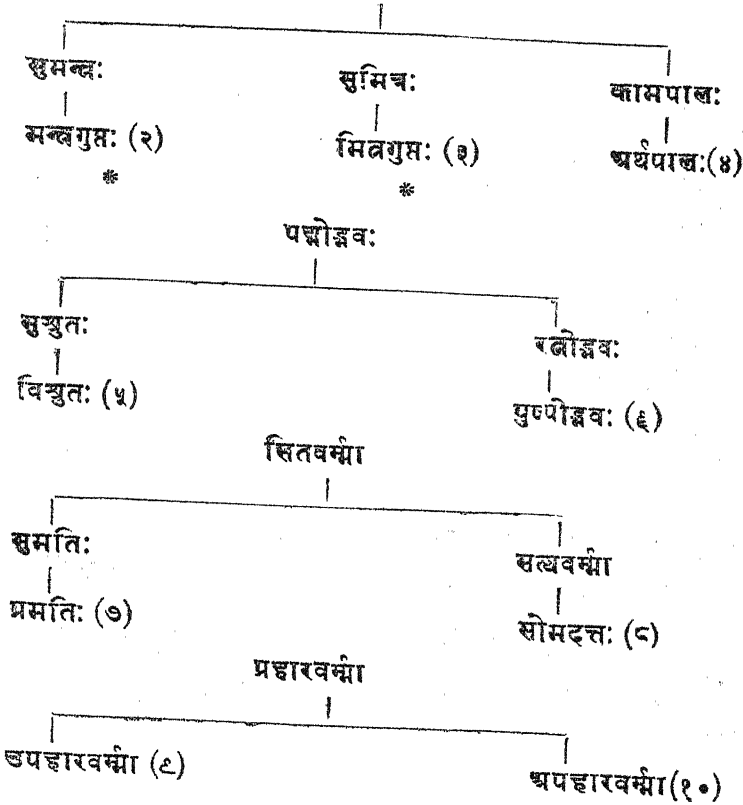 सुमन्त्रः सुमित्रः कामपालः
मन्त्रगुप्तः (२) मित्रगुप्तः (३) अर्थपालः(४)
* *
पद्मोद्भवः
सुश्रुतः रत्नोद्भवः
विश्रुतः (५) पुष्पोद्भवः (६)
सितवर्म्मा
सुमतिः सत्यवर्म्मा
प्रमतिः (७) सोमदत्तः (८)
प्रहारवर्म्मा
उपहारवर्म्मा (९) अपहारवर्म्मा(१०)